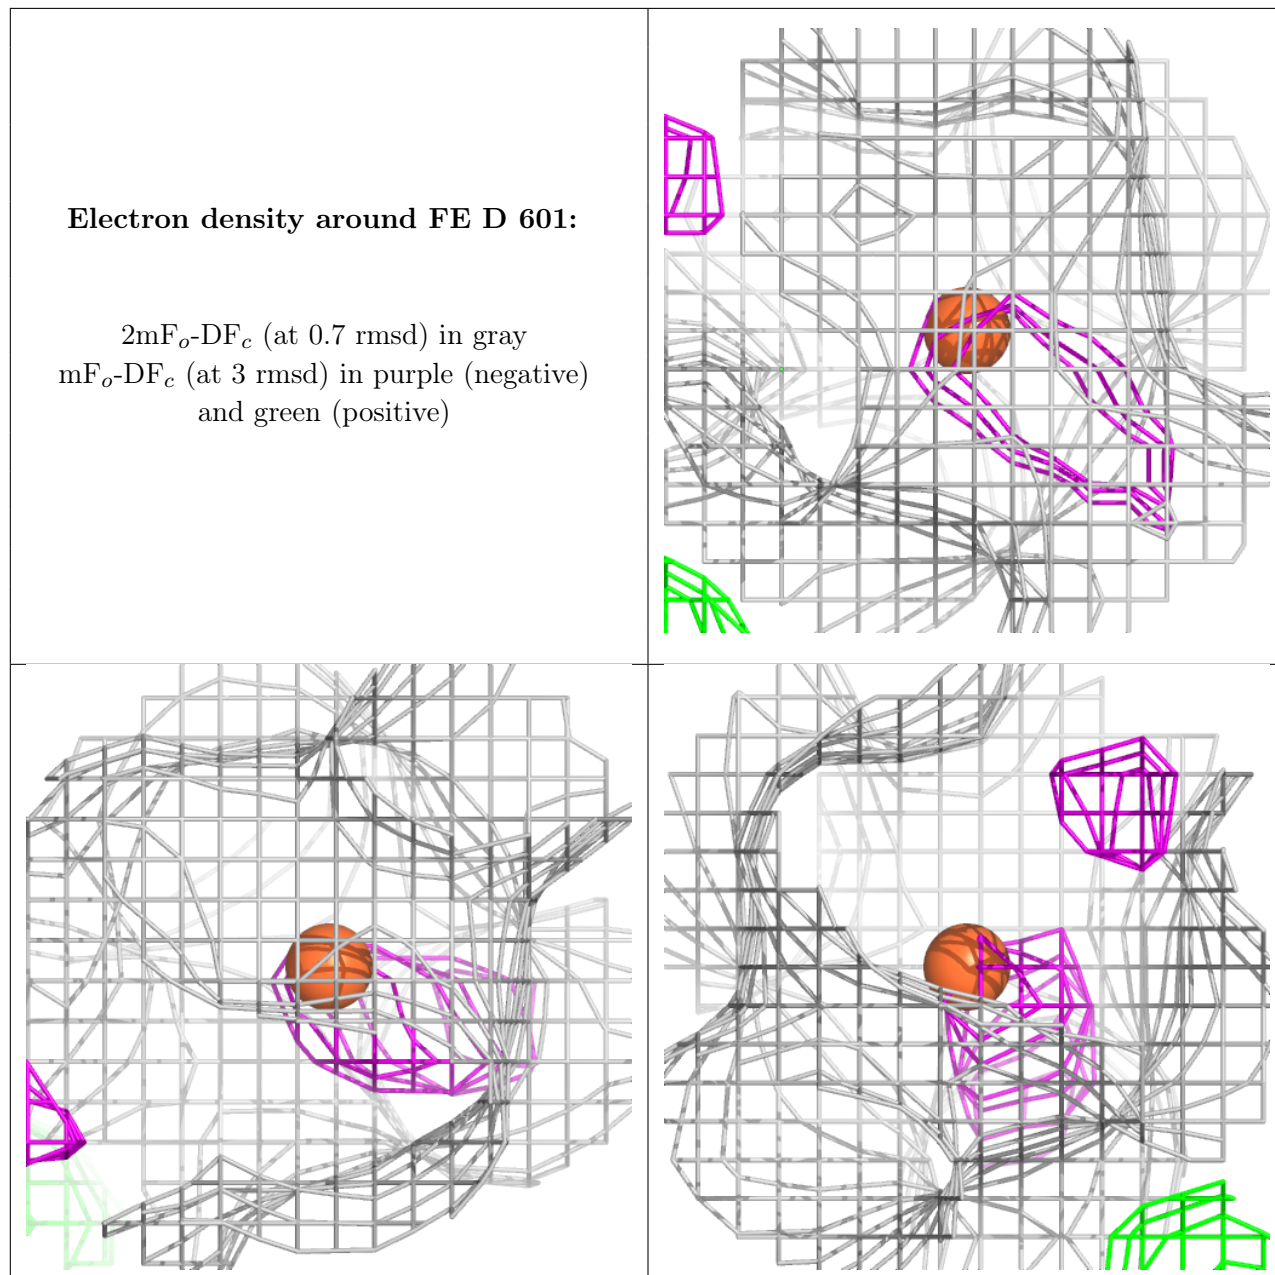 Electron density around FE D 601:
2mFo-DFc (at 0.7 rmsd) in gray
mFo-DFc (at 3 rmsd) in purple (negative)
and green (positive)